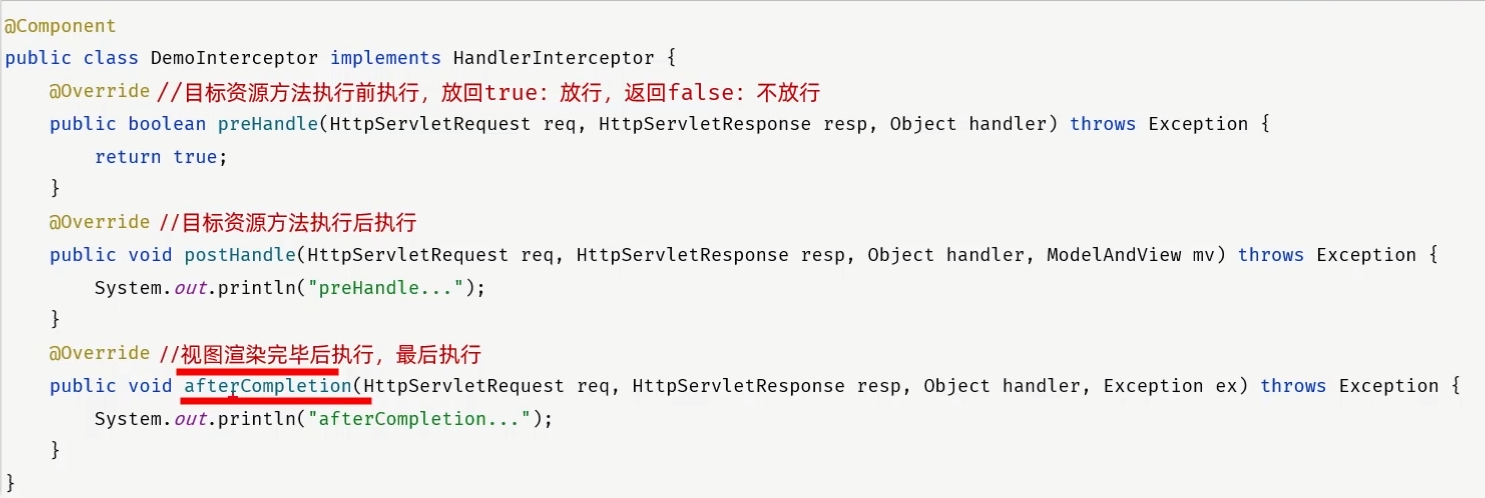 @Component
public class DemoInterceptor implements HandlerInterceptor {
@Override //目标资源方法执行前执行，放回true：放行，返回false：不放行
public boolean preHandle(HttpServletRequest req, HttpServletResponse resp, Object handler) throws Exception {
return true;
}
@Override //目标资源方法执行后执行
public void postHandle(HttpServletRequest req, HttpServletResponse resp, Object handler, ModelAndView mv) throws Exception {
System.out.println("preHandle...");
}
@Override //视图渲染完毕后执行，最后执行
public void afterCompletion(HttpServletRequest req, HttpServletResponse resp, Object handler, Exception ex) throws Exception {
System.out.println("afterCompletion...");
}
}